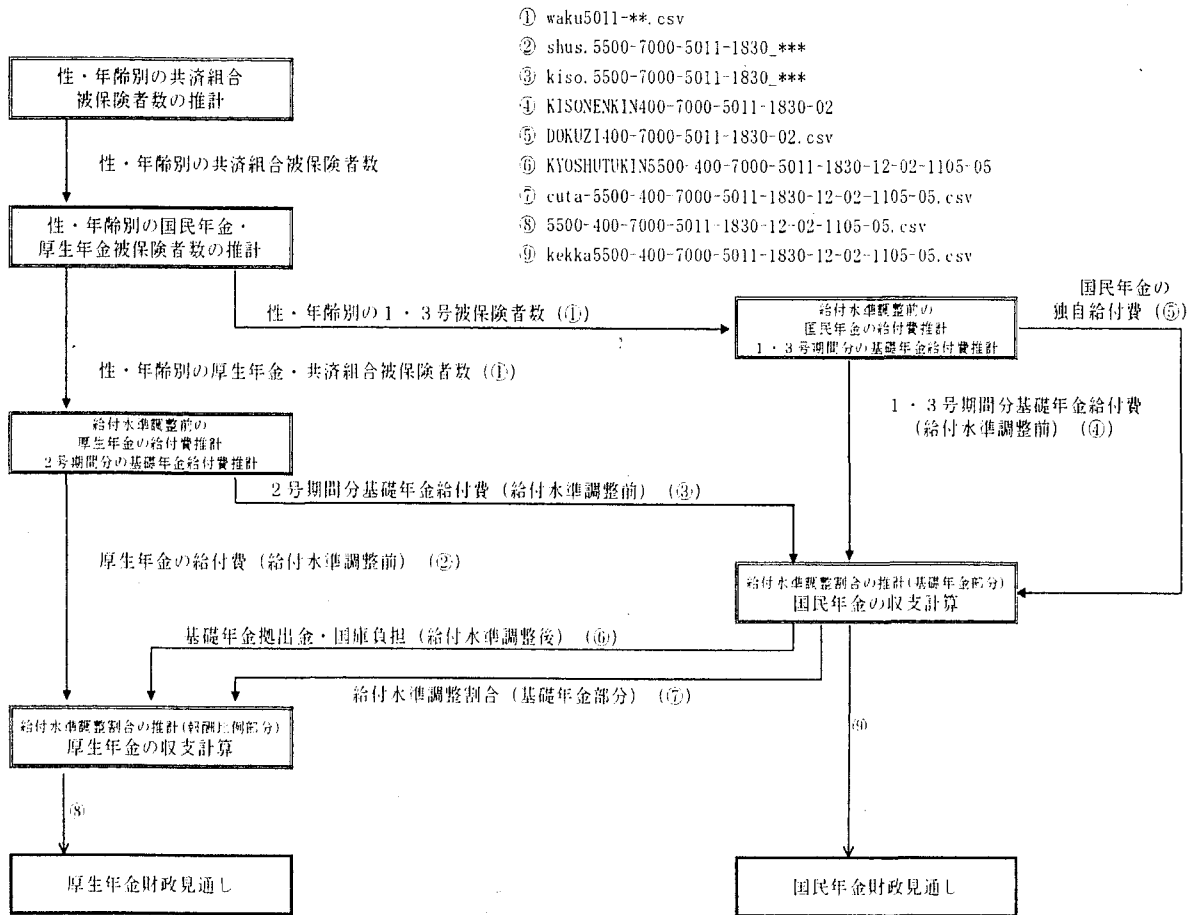 ① waku5011-**.csv
② shus.5500-7000-5011-1830_***
③ kiso.5500-7000-5011-1830_***
④ KISONENKIN400-7000-5011-1830-02
⑤ DOKUZI400-7000-5011-1830-02.csv
⑥ KYOSHUTUKIN5500-400-7000-5011-1830-12-02-1105-05
⑦ cuta-5500-400-7000-5011-1830-12-02-1105-05.csv
⑧ 5500-400-7000-5011-1830-12-02-1105-05.csv
⑨ kekka5500-400-7000-5011-1830-12-02-1105-05.csv
性・年齢別の共済組合
被保険者数の推計
性・年齢別の共済組合被保険者数
性・年齢別の国民年金・
厚生年金被保険者数の推計
性・年齢別の1・3号被保険者数（①）
給付水準調整前の
国民年金の給付費推計
1・3号期間分の基礎年金給付費推計
国民年金の
独自給付費（⑤）
性・年齢別の厚生年金・共済組合被保険者数（①）
1・3号期間分基礎年金給付費
（給付水準調整前）（④）
給付水準調整前の
厚生年金の給付費推計
2号期間分の基礎年金給付費推計
2号期間分基礎年金給付費（給付水準調整前）（③）
厚生年金の給付費（給付水準調整前）（②）
給付水準調整割合の推計(基礎年金部分)
国民年金の収支計算
基礎年金拠出金・国庫負担（給付水準調整後）（⑥）
給付水準調整割合（基礎年金部分）（⑦）
給付水準調整割合の推計(報酬比例部分)
厚生年金の収支計算
⑨
⑧
厚生年金財政見通し
国民年金財政見通し